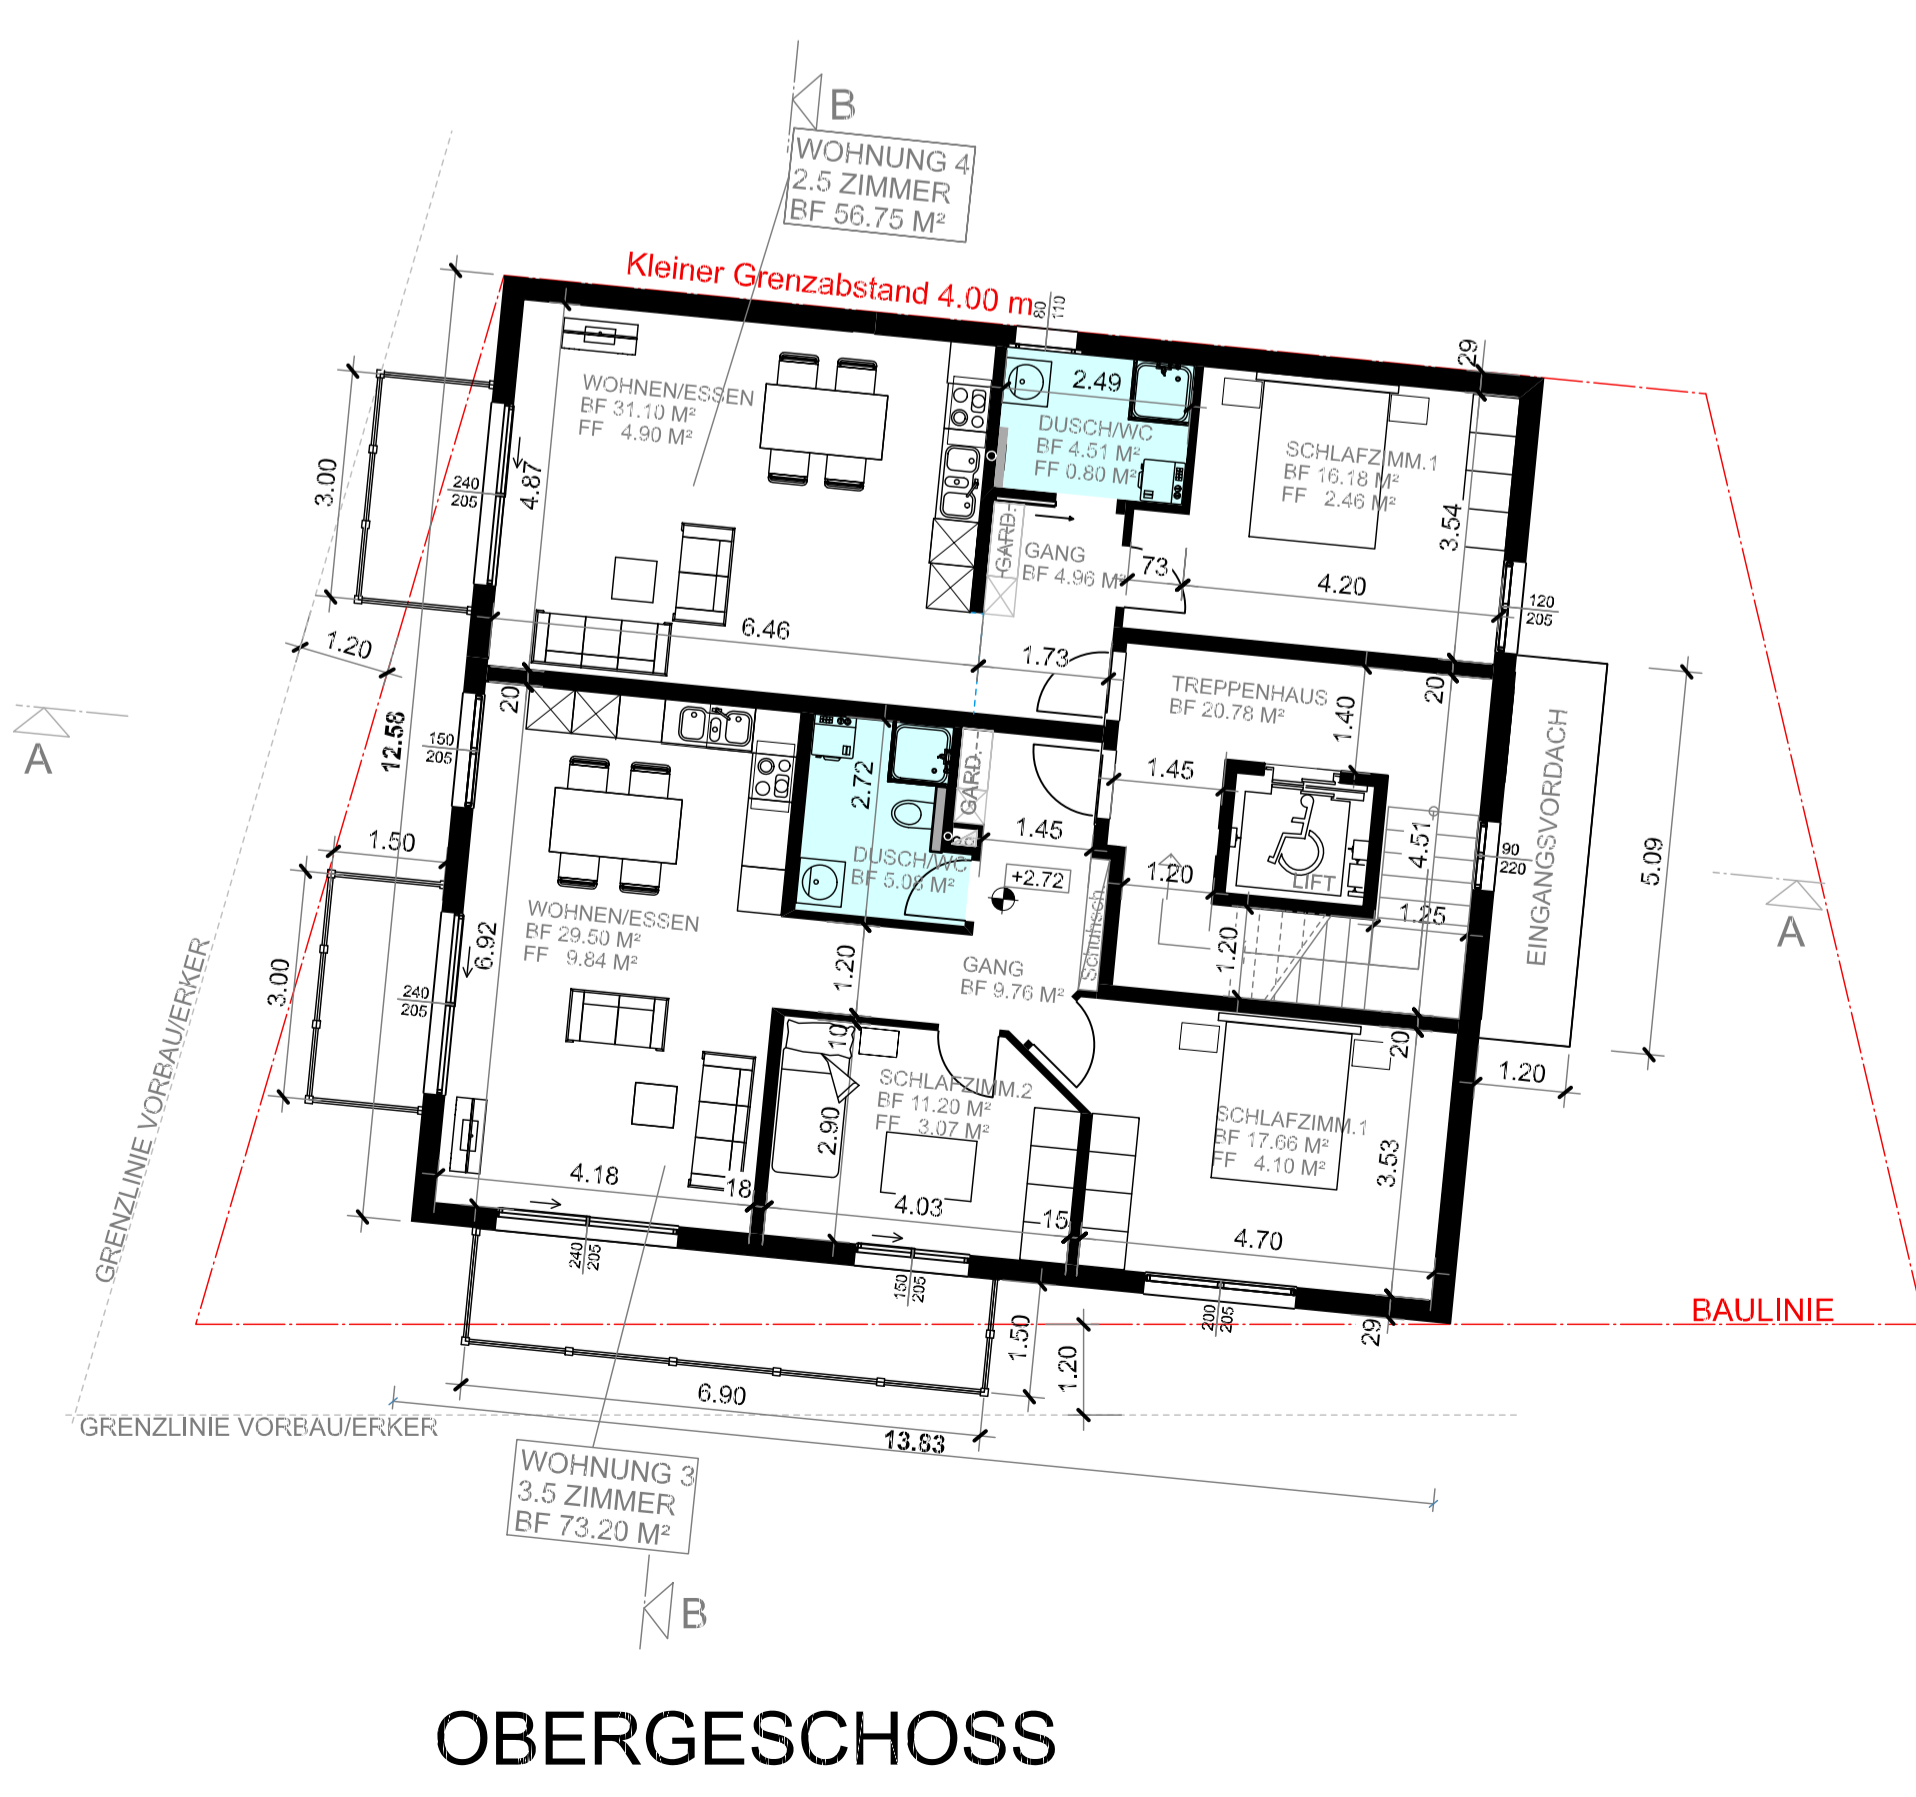 B
WOHNUNG 4
2.5 ZIMMER
BF 56.75 M²
Kleiner Grenzabstand 4.00 m
80
110
29
WOHNEN/ESSEN
BF 31.10 M²
FF 4.90 M²
2.49
DUSCH/WC
BF 4.51 M²
FF 0.80 M²
SCHLAFZIMM.1
BF 16.18 M²
FF 2.46 M²
3.00
240
205
4.87
GARD.
GANG
BF 4.96 M²
73
3.54
4.20
120
205
1.20
6.46
1.73
A
12.58
20
150
205
TREPPENHAUS
BF 20.78 M²
1.40
20
EINGANGSVORDACH
2.72
GARD.
1.45
1.45
4.51
90
220
5.09
1.50
DUSCH/WC
BF 5.08 M²
+2.72
1.20
LIFT
1.25
A
WOHNEN/ESSEN
BF 29.50 M²
FF 9.84 M²
6.92
3.00
240
205
1.20
GANG
BF 9.76 M²
Schuhsch
1.20
GRENZLINIE VORBAU/ERKER
10
20
1.20
SCHLAFZIMM.2
BF 11.20 M²
FF 3.07 M²
2.90
SCHLAFZIMM.1
BF 17.66 M²
FF 4.10 M²
3.53
4.18
18
4.03
15
4.70
240
205
150
205
200
205
29
BAULINIE
1.50
1.20
6.90
GRENZLINIE VORBAU/ERKER
13.83
WOHNUNG 3
3.5 ZIMMER
BF 73.20 M²
B
OBERGESCHOSS